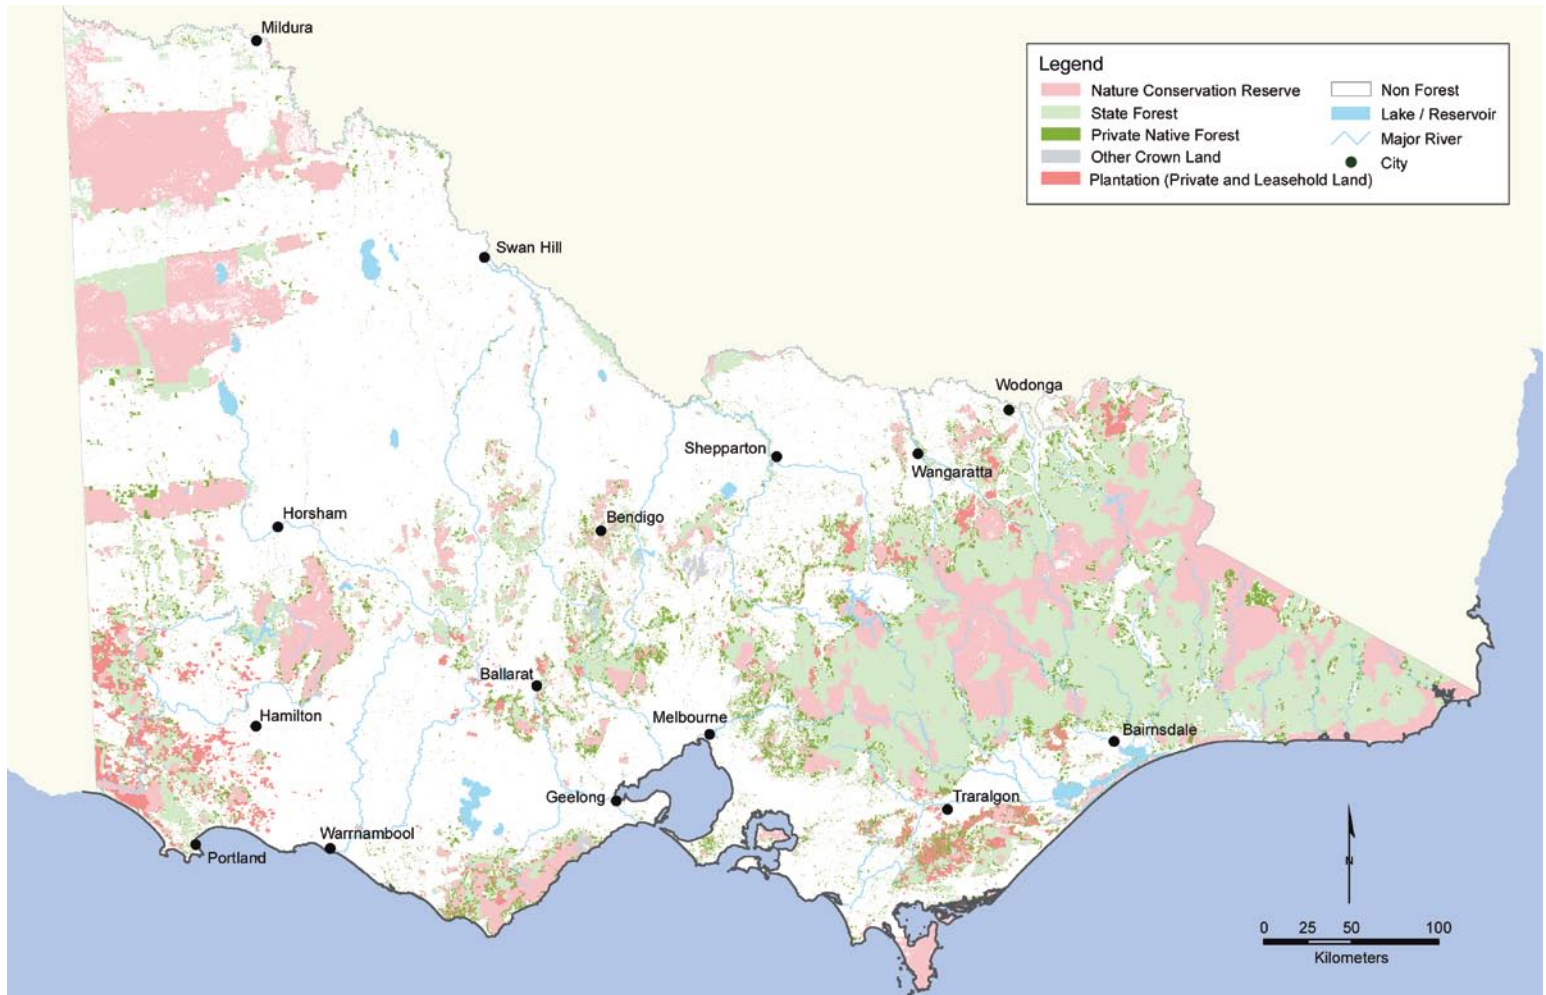 Mildura
Legend
Nature Conservation Reserve
State Forest
Private Native Forest
Other Crown Land
Plantation (Private and Leasehold Land)
Non Forest
Lake / Reservoir
Major River
City
Swan Hill
Wodonga
Shepparton
Wangaratta
Horsham
Bendigo
Ballarat
Hamilton
Melbourne
Bairnsdale
Geelong
Traralgon
Warrnambool
Portland
N
0 25 50 100
Kilometers